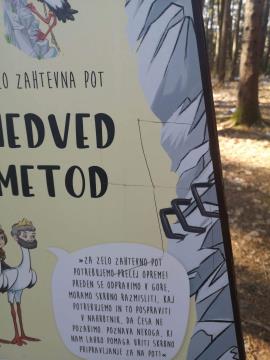 ZELO ZAHTEVNA POT
MEDVED
METOD
»ZA ZELO ZAHTEVNO POT
POTREBUJEMO PRECEJ OPREME!
PREDEN SE ODPRAVIMO V GORE,
MORAMO SKRBNO RAZMISLITI, KAJ
POTREBUJEMO IN TO POSPRAVITI
V NAHRBTNIK, DA ČESA NE
POZABIMO. POZNAVA NEKOGA, KI
NAM LAHKO POMAGA URITI SKRBNO
PRIPRAVLJANJE ZA NA POT!«